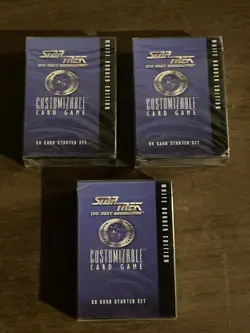 STAR TREK
THE NEXT GENERATION
CUSTOMIZABLE
CARD GAME
60 CARD STARTER SET
WHITE BORDER EDITION
STAR TREK
THE NEXT GENERATION
CUSTOMIZABLE
CARD GAME
60 CARD STARTER SET
WHITE BORDER EDITION
STAR TREK
THE NEXT GENERATION
CUSTOMIZABLE
CARD GAME
60 CARD STARTER SET
WHITE BORDER EDITION